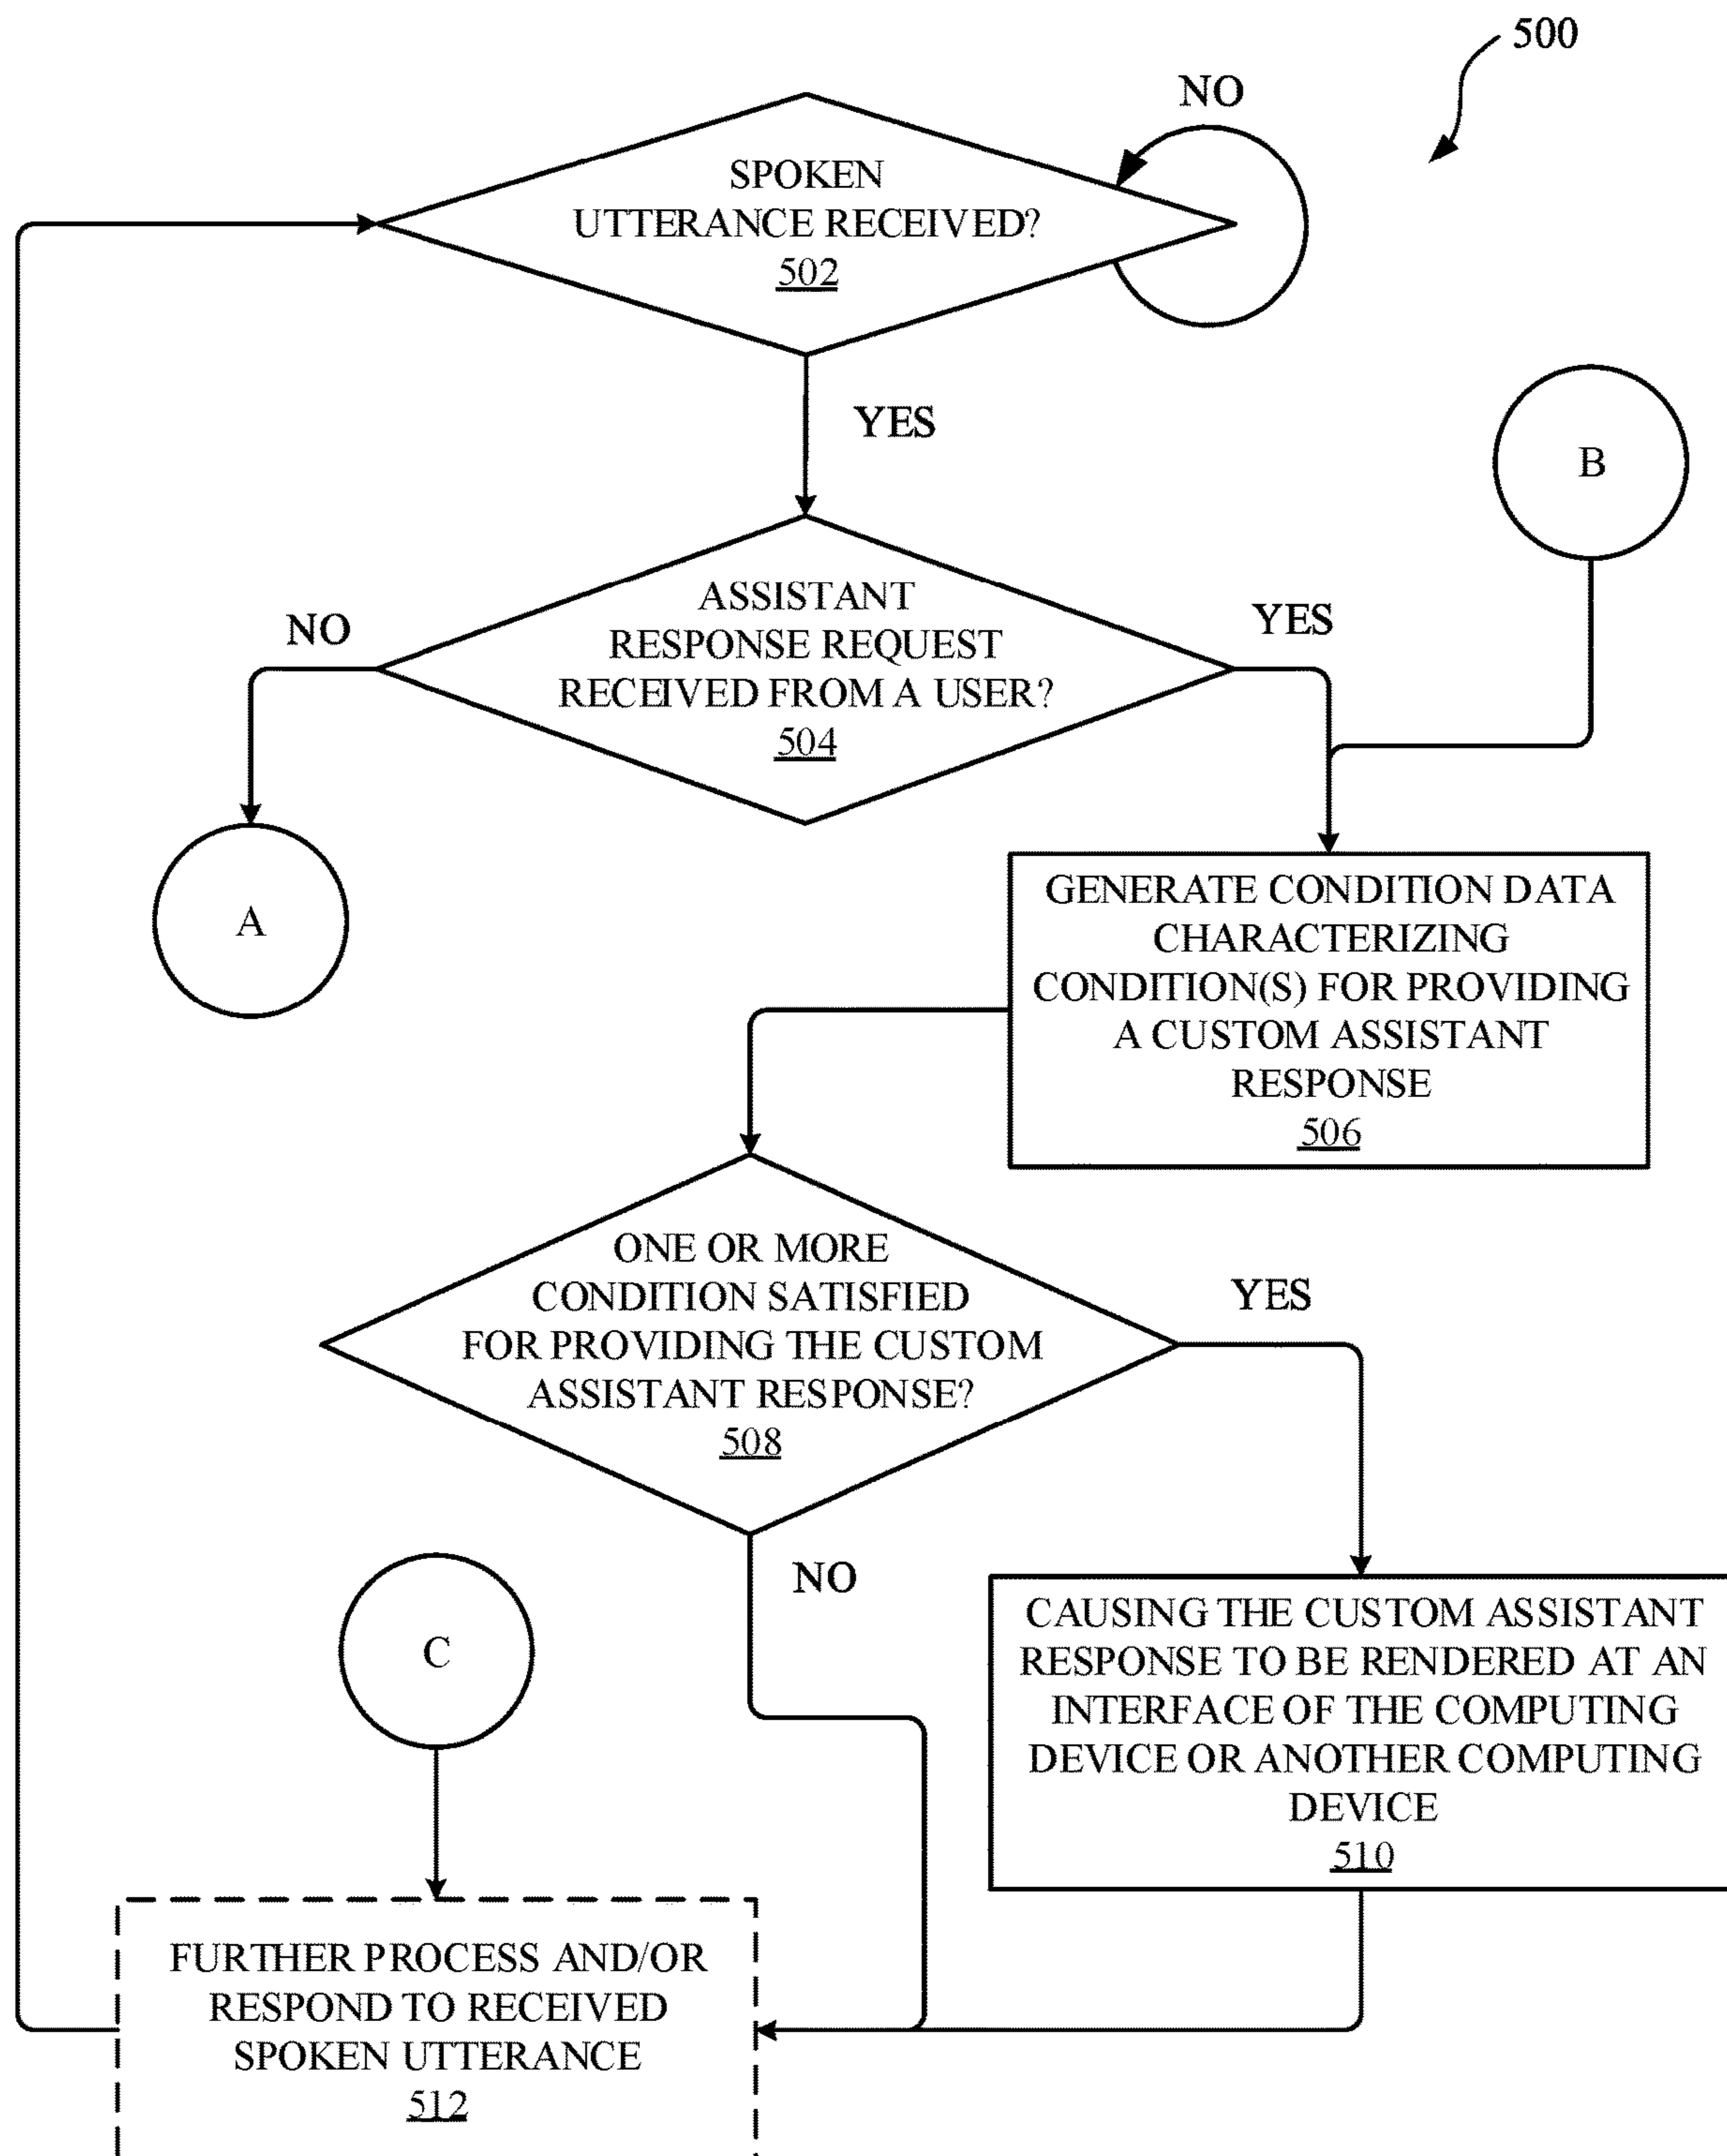 500
NO
SPOKEN
UTTERANCE RECEIVED?
502
YES
B
ASSISTANT
RESPONSE REQUEST
RECEIVED FROM A USER?
504
NO
YES
A
GENERATE CONDITION DATA
CHARACTERIZING
CONDITION(S) FOR PROVIDING
A CUSTOM ASSISTANT
RESPONSE
506
ONE OR MORE
CONDITION SATISFIED
FOR PROVIDING THE CUSTOM
ASSISTANT RESPONSE?
508
YES
NO
C
CAUSING THE CUSTOM ASSISTANT
RESPONSE TO BE RENDERED AT AN
INTERFACE OF THE COMPUTING
DEVICE OR ANOTHER COMPUTING
DEVICE
510
FURTHER PROCESS AND/OR
RESPOND TO RECEIVED
SPOKEN UTTERANCE
512